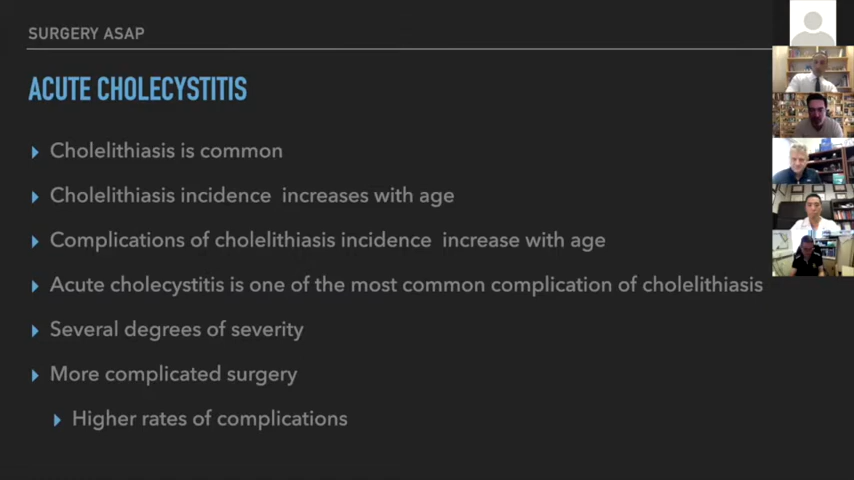 SURGERY ASAP
ACUTE CHOLECYSTITIS
Cholelithiasis is common
Cholelithiasis incidence increases with age
Complications of cholelithiasis incidence increase with age
Acute cholecystitis is one of the most common complication of cholelithiasis
Several degrees of severity
More complicated surgery
Higher rates of complications